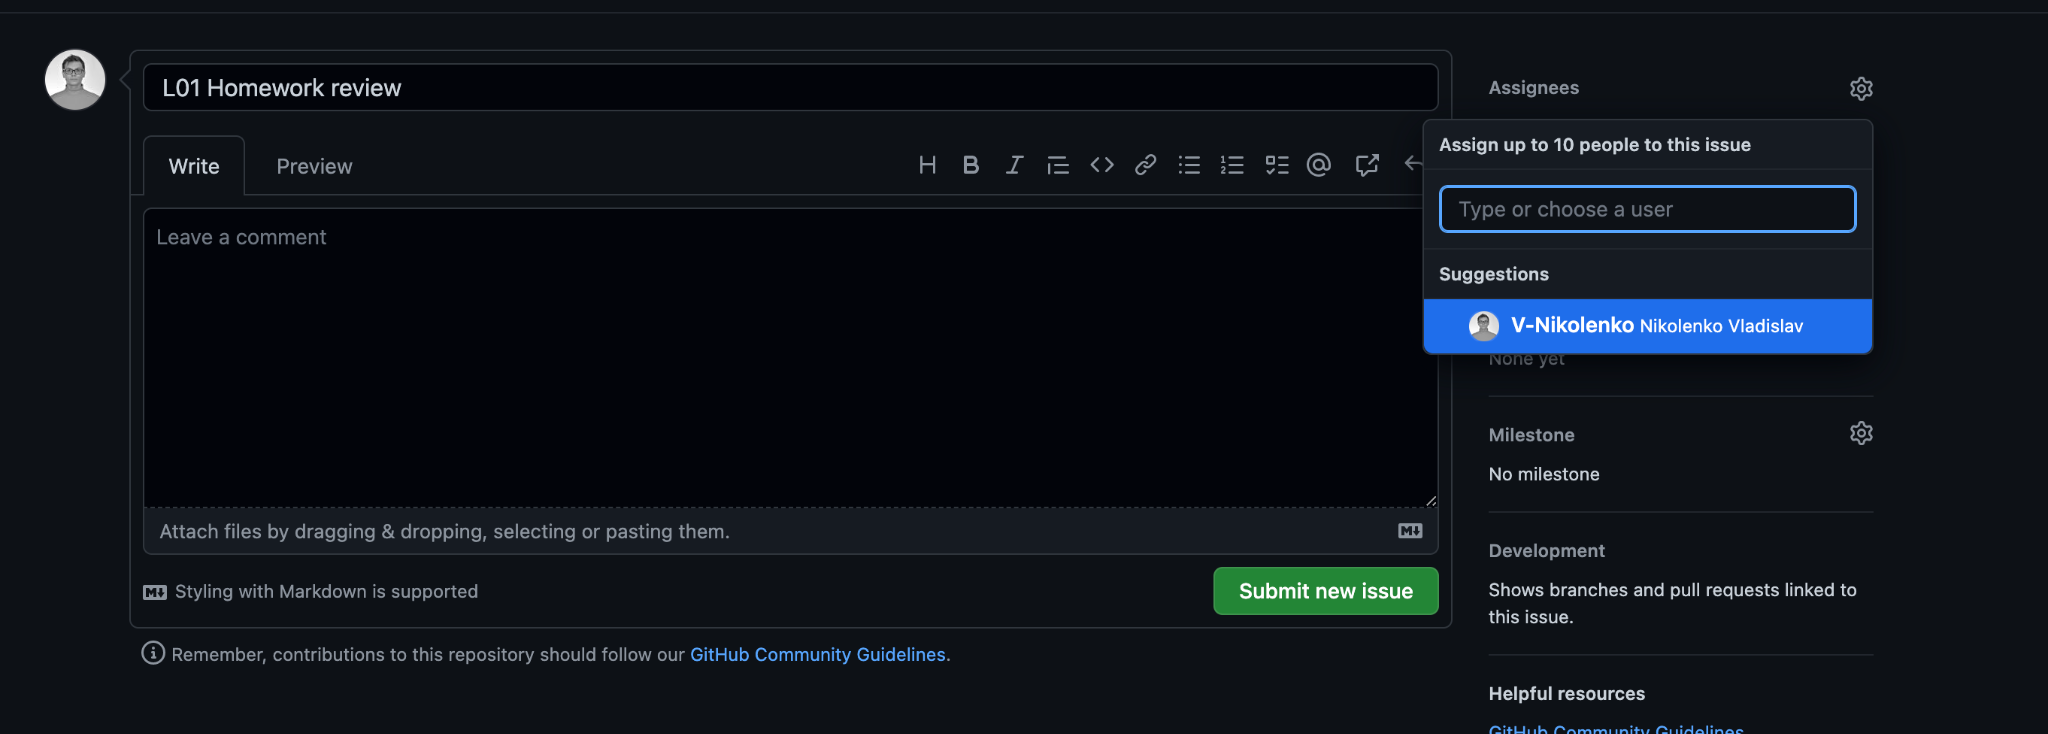 L01 Homework review
Write
Preview
Leave a comment
Attach files by dragging & dropping, selecting or pasting them.
Styling with Markdown is supported
Submit new issue
Remember, contributions to this repository should follow our GitHub Community Guidelines.
Assignees
Assign up to 10 people to this issue
Type or choose a user
Suggestions
V-Nikolenko Nikolenko Vladislav
None yet
Milestone
No milestone
Development
Shows branches and pull requests linked to
this issue.
Helpful resources
GitHub Community Guidelines